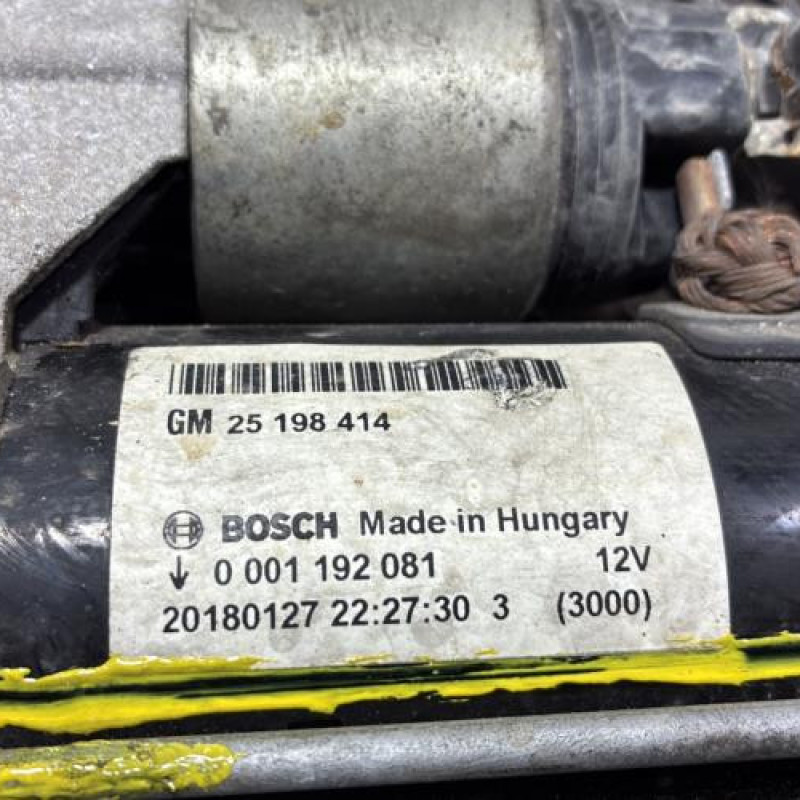 GM 25 198 414
BOSCH Made in Hungary
0 001 192 081 12V
20180127 22:27:30 3 (3000)